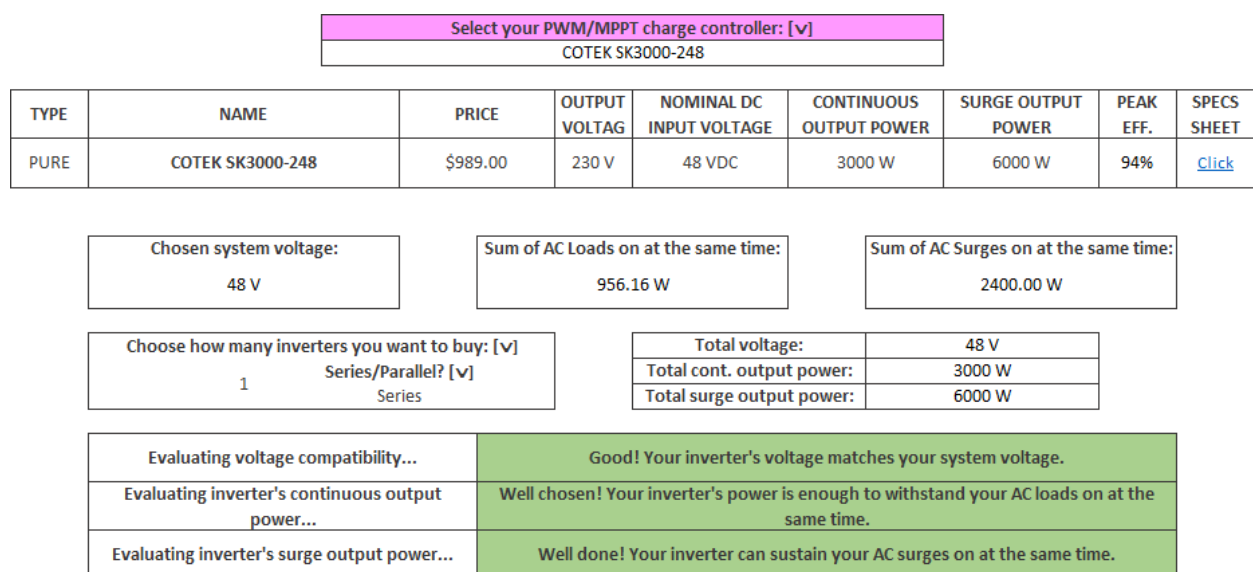 Select your PWM/MPPT charge controller: [v]
COTEK SK3000-248
TYPE NAME PRICE OUTPUT VOLTAG NOMINAL DC INPUT VOLTAGE CONTINUOUS OUTPUT POWER SURGE OUTPUT POWER PEAK EFF. SPECS SHEET
PURE COTEK SK3000-248 $989.00 230 V 48 VDC 3000 W 6000 W 94% Click
Chosen system voltage:
48 V
Sum of AC Loads on at the same time:
956.16 W
Sum of AC Surges on at the same time:
2400.00 W
Choose how many inverters you want to buy: [v]
1
Series/Parallel? [v]
Series
Total voltage: 48 V
Total cont. output power: 3000 W
Total surge output power: 6000 W
Evaluating voltage compatibility...
Good! Your inverter's voltage matches your system voltage.
Evaluating inverter's continuous output
power...
Well chosen! Your inverter's power is enough to withstand your AC loads on at the
same time.
Evaluating inverter's surge output power...
Well done! Your inverter can sustain your AC surges on at the same time.